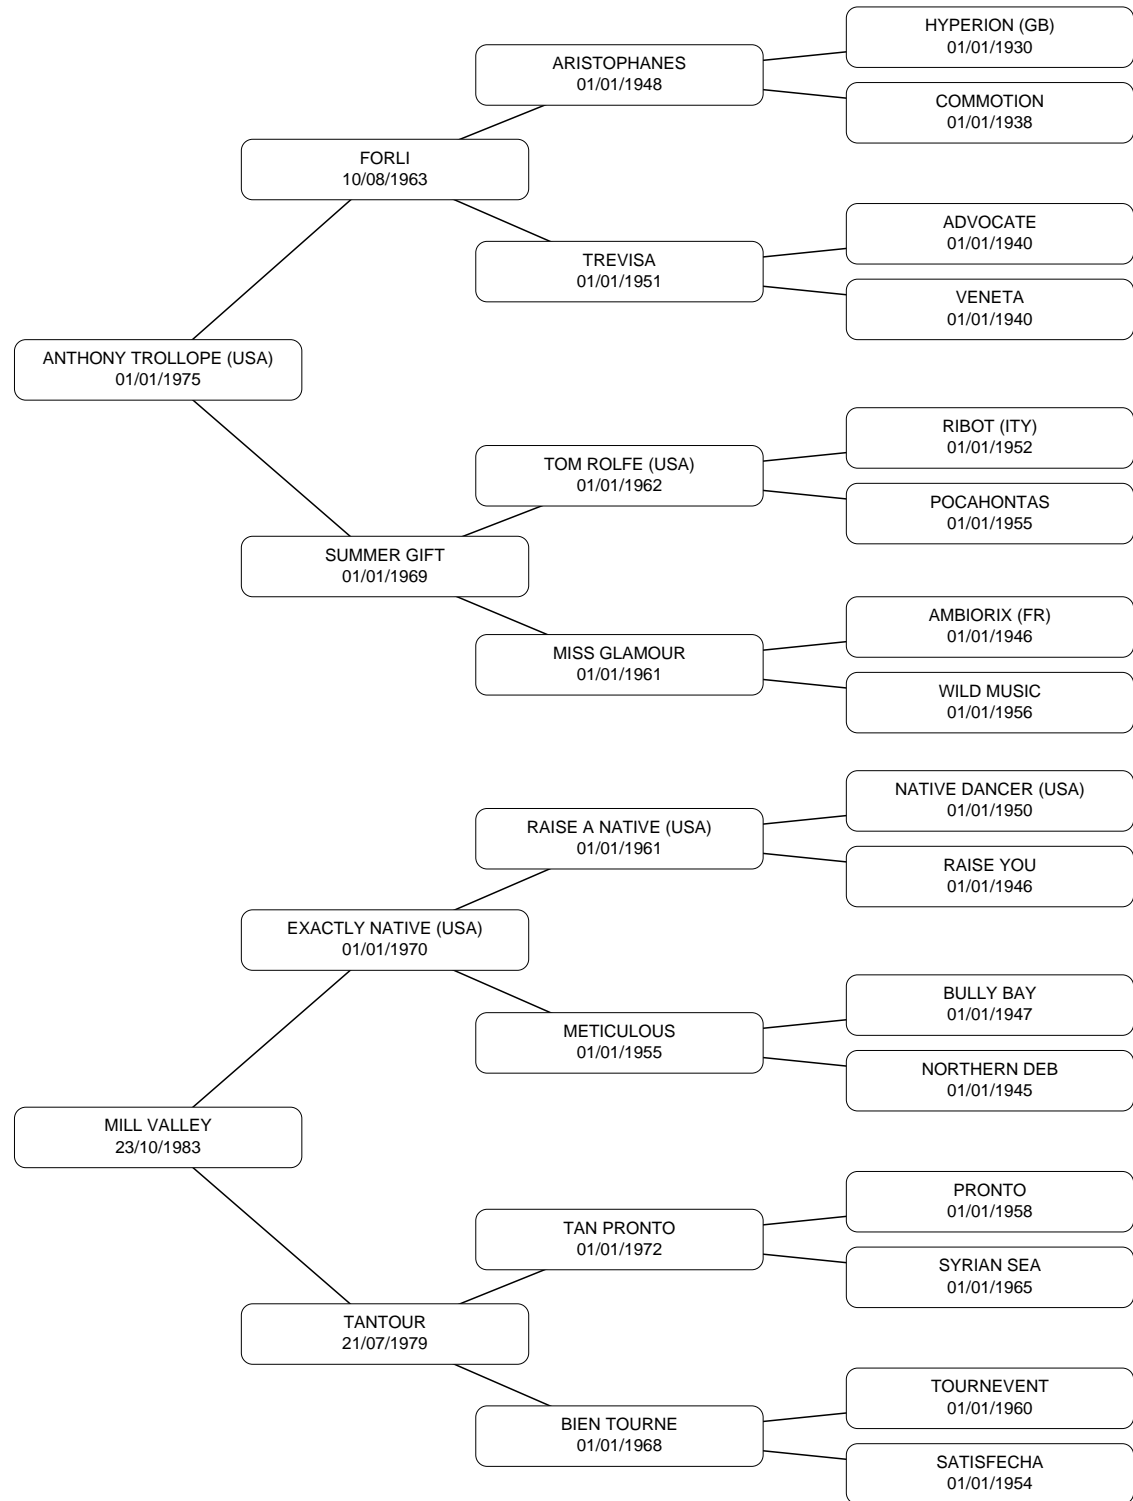 HYPERION (GB)
01/01/1930
ARISTOPHANES
01/01/1948
COMMOTION
01/01/1938
FORLI
10/08/1963
ADVOCATE
01/01/1940
TREVISA
01/01/1951
VENETA
01/01/1940
ANTHONY TROLLOPE (USA)
01/01/1975
RIBOT (ITY)
01/01/1952
TOM ROLFE (USA)
01/01/1962
POCAHONTAS
01/01/1955
SUMMER GIFT
01/01/1969
AMBIORIX (FR)
01/01/1946
MISS GLAMOUR
01/01/1961
WILD MUSIC
01/01/1956
NATIVE DANCER (USA)
01/01/1950
RAISE A NATIVE (USA)
01/01/1961
RAISE YOU
01/01/1946
EXACTLY NATIVE (USA)
01/01/1970
BULLY BAY
01/01/1947
METICULOUS
01/01/1955
NORTHERN DEB
01/01/1945
MILL VALLEY
23/10/1983
PRONTO
01/01/1958
TAN PRONTO
01/01/1972
SYRIAN SEA
01/01/1965
TANTOUR
21/07/1979
TOURNEVENT
01/01/1960
BIEN TOURNE
01/01/1968
SATISFECHA
01/01/1954